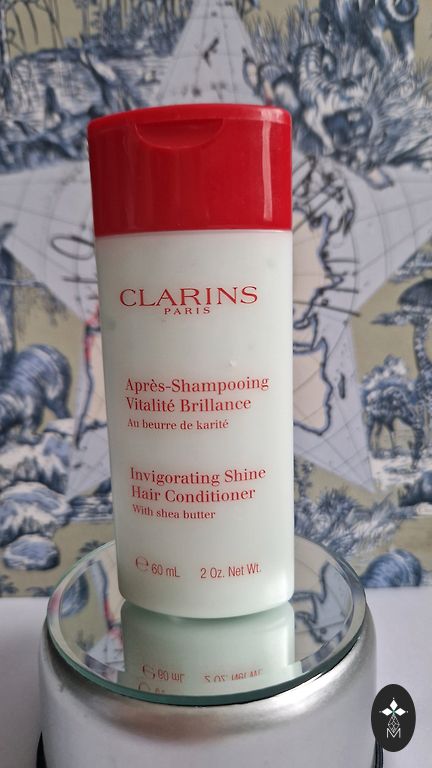 CLARINS
PARIS
Après-Shampooing
Vitalité Brillance
Au beurre de karité
Invigorating Shine
Hair Conditioner
With shea butter
℮ 60 mL 2 Oz. Net Wt.
M